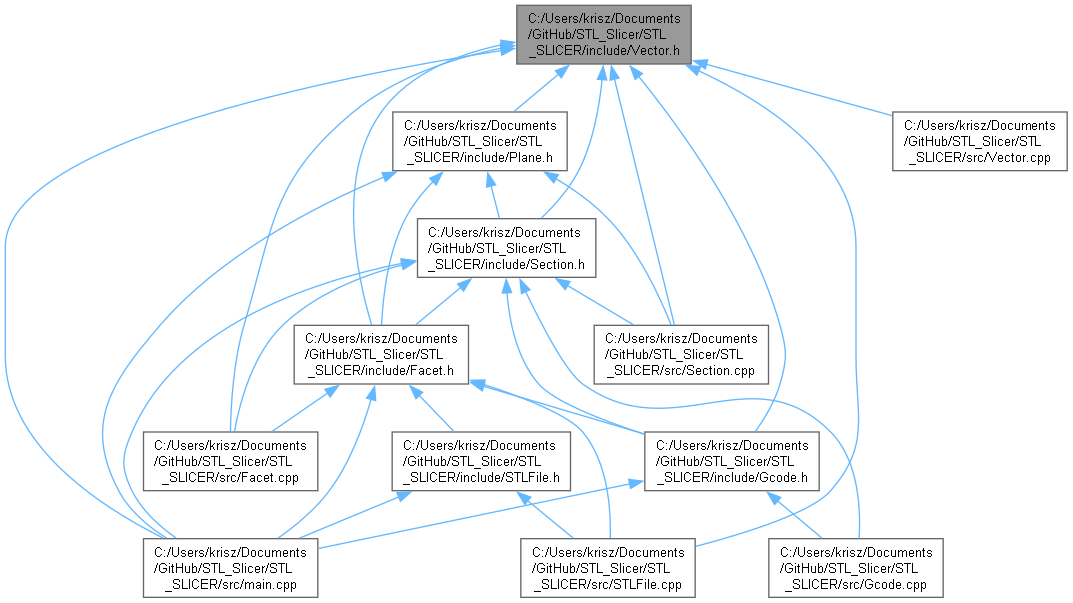 C:/Users/krisz/Documents
/GitHub/STL_Slicer/STL
_SLICER/include/Vector.h
C:/Users/krisz/Documents
/GitHub/STL_Slicer/STL
_SLICER/include/Plane.h
C:/Users/krisz/Documents
/GitHub/STL_Slicer/STL
_SLICER/src/Vector.cpp
C:/Users/krisz/Documents
/GitHub/STL_Slicer/STL
_SLICER/include/Section.h
C:/Users/krisz/Documents
/GitHub/STL_Slicer/STL
_SLICER/include/Facet.h
C:/Users/krisz/Documents
/GitHub/STL_Slicer/STL
_SLICER/src/Section.cpp
C:/Users/krisz/Documents
/GitHub/STL_Slicer/STL
_SLICER/src/Facet.cpp
C:/Users/krisz/Documents
/GitHub/STL_Slicer/STL
_SLICER/include/STLFile.h
C:/Users/krisz/Documents
/GitHub/STL_Slicer/STL
_SLICER/include/Gcode.h
C:/Users/krisz/Documents
/GitHub/STL_Slicer/STL
_SLICER/src/main.cpp
C:/Users/krisz/Documents
/GitHub/STL_Slicer/STL
_SLICER/src/STLFile.cpp
C:/Users/krisz/Documents
/GitHub/STL_Slicer/STL
_SLICER/src/Gcode.cpp